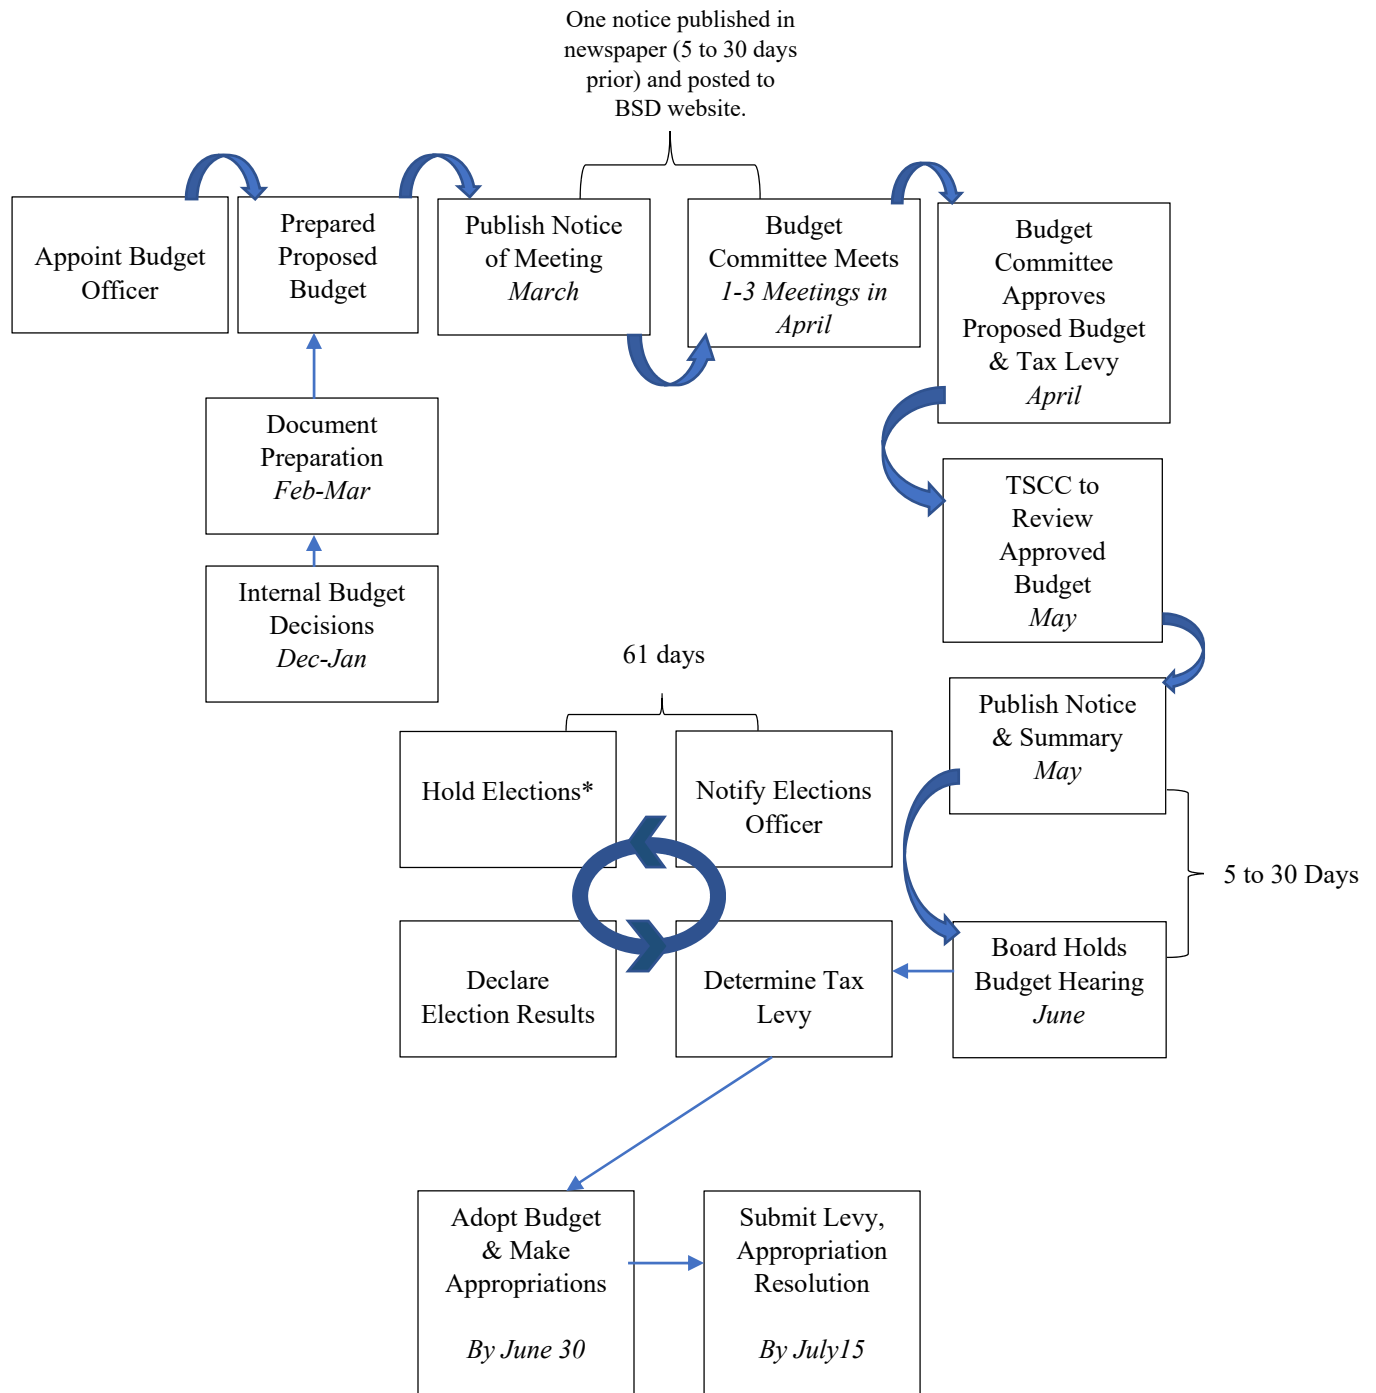 One notice published in
newspaper (5 to 30 days
prior) and posted to
BSD website.
Appoint Budget
Officer
Prepared
Proposed
Budget
Publish Notice
of Meeting
March
Budget
Committee Meets
1-3 Meetings in
April
Budget
Committee
Approves
Proposed Budget
& Tax Levy
April
Document
Preparation
Feb-Mar
Internal Budget
Decisions
Dec-Jan
TSCC to
Review
Approved
Budget
May
Publish Notice
& Summary
May
5 to 30 Days
Board Holds
Budget Hearing
June
61 days
Hold Elections*
Notify Elections
Officer
Declare
Election Results
Determine Tax
Levy
Adopt Budget
& Make
Appropriations
By June 30
Submit Levy,
Appropriation
Resolution
By July15